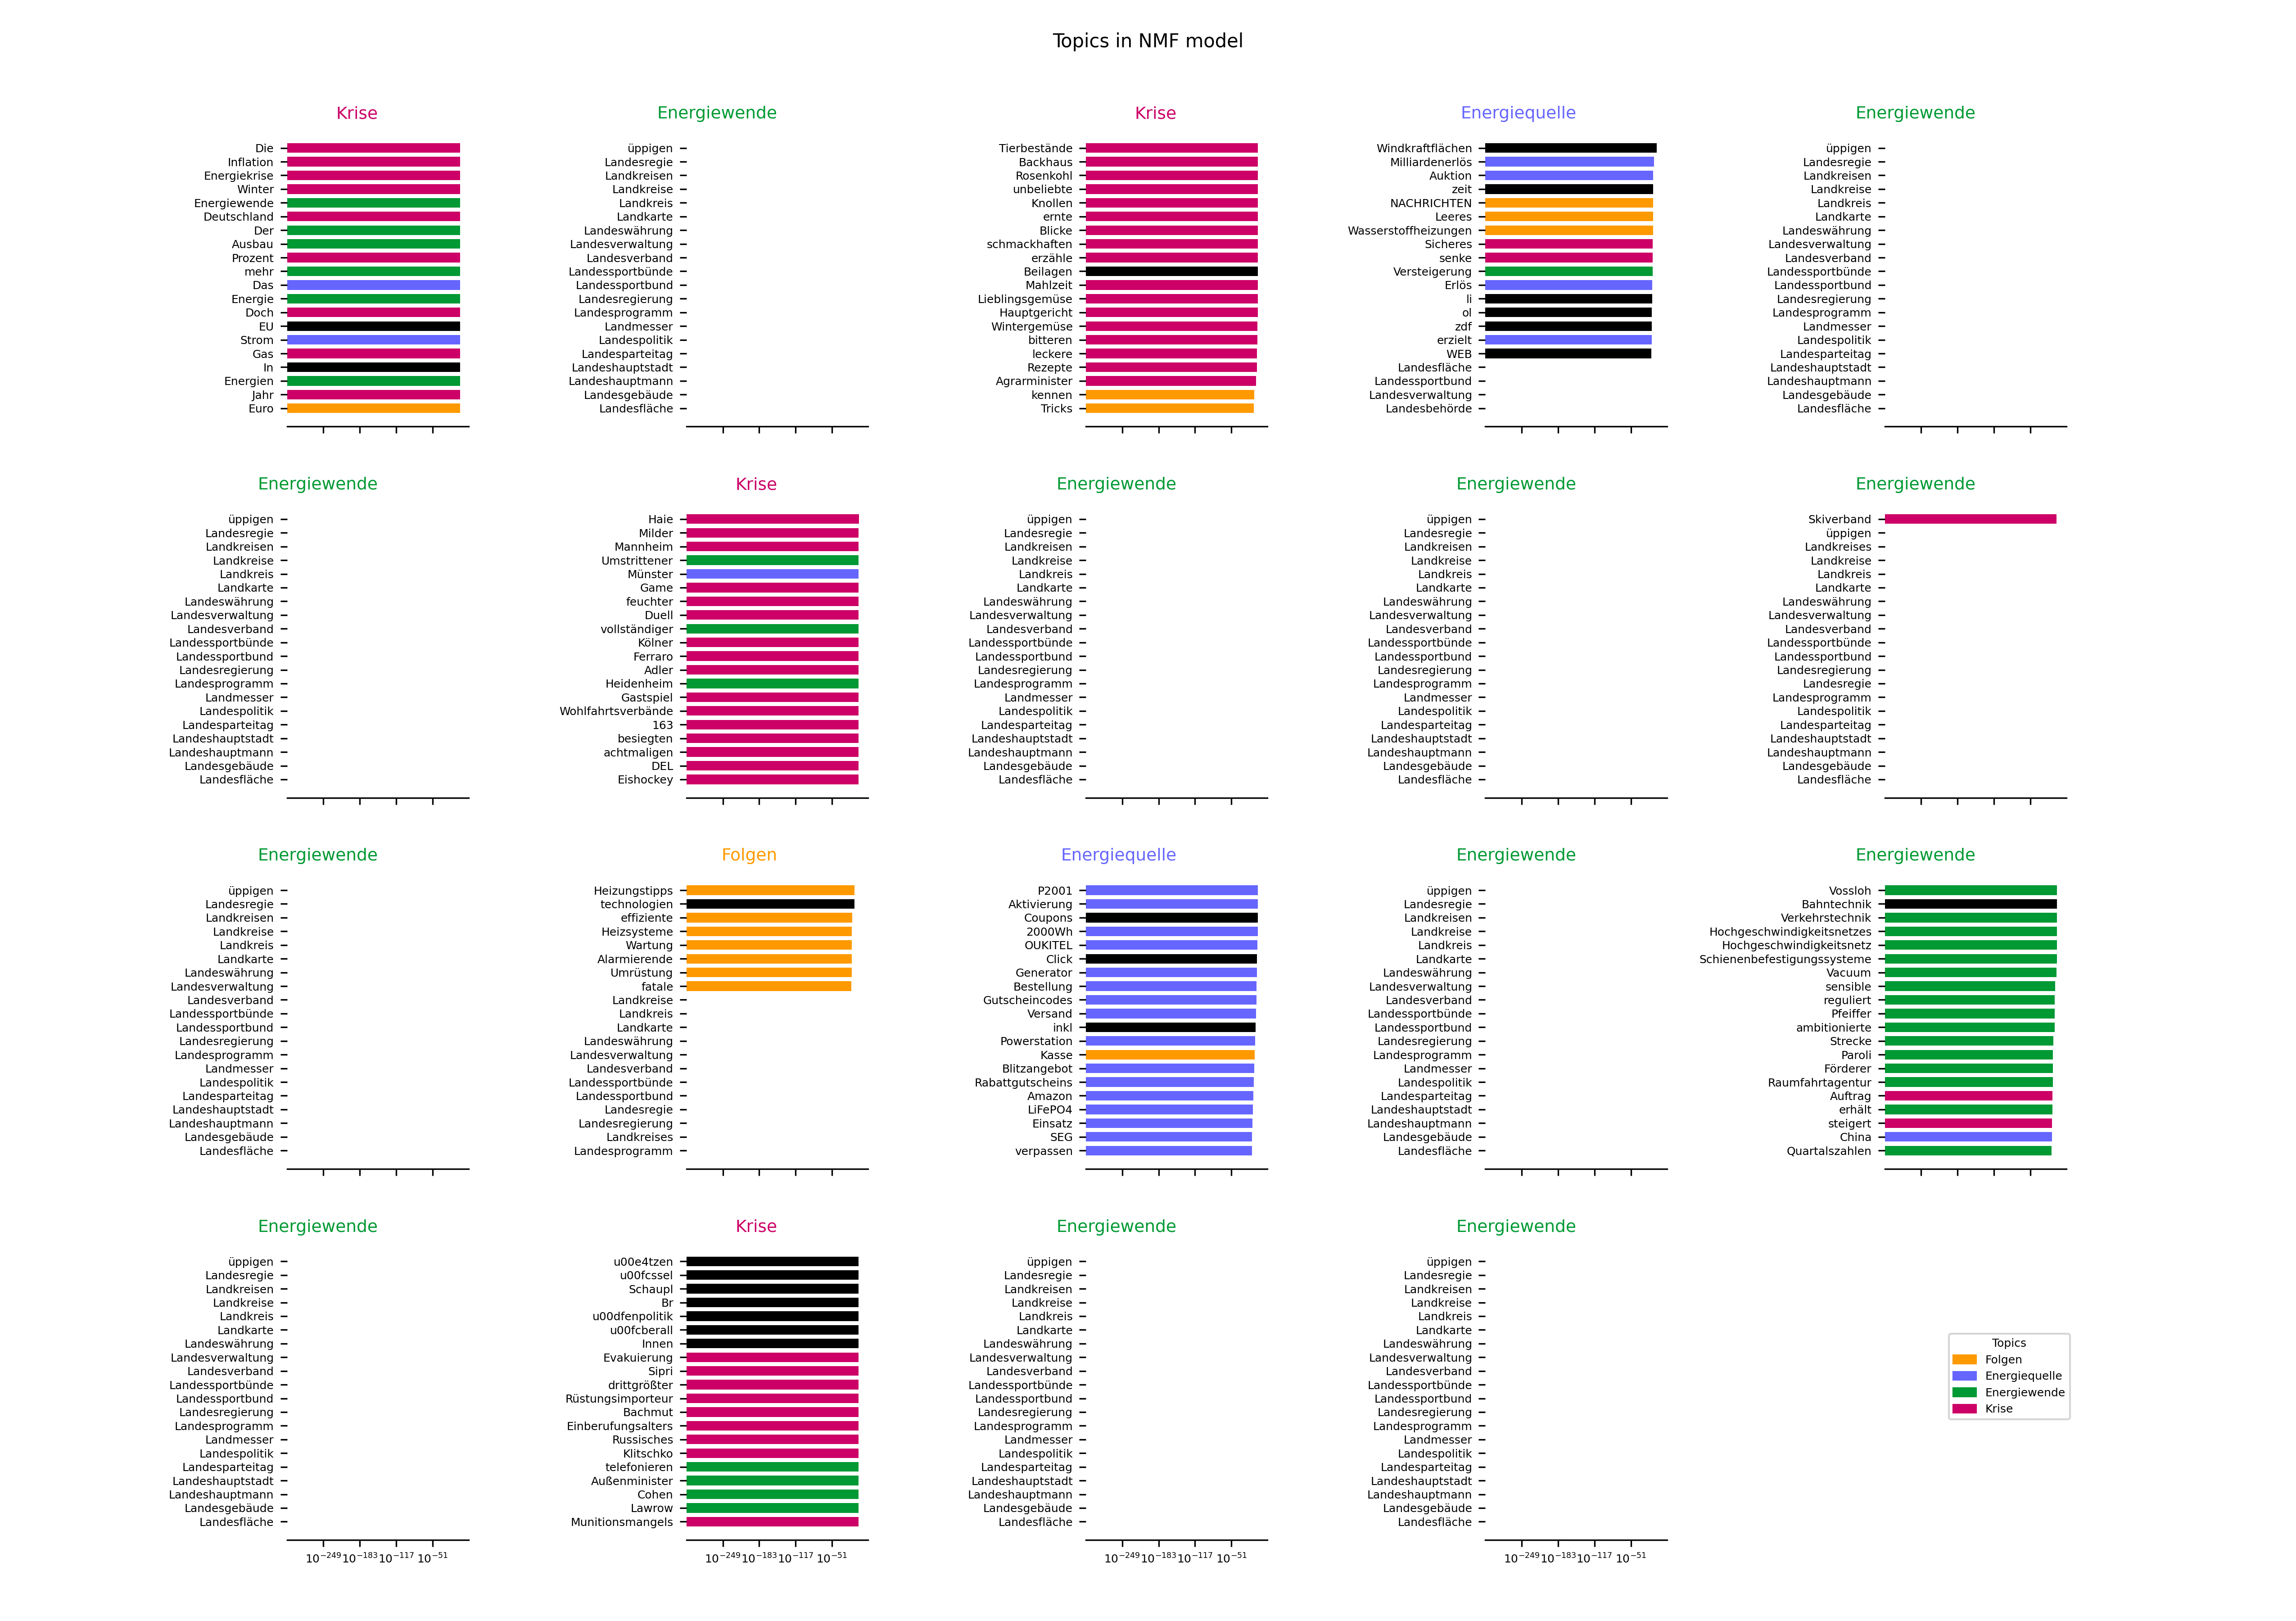 Topics in NMF model
Krise
Die
Inflation
Energiekrise
Winter
Energiewende
Deutschland
Der
Ausbau
Prozent
mehr
Das
Energie
Doch
EU
Strom
Gas
In
Energien
Jahr
Euro
Energiewende
üppigen
Landesregie
Landkreisen
Landkreise
Landkreis
Landkarte
Landeswährung
Landesverwaltung
Landesverband
Landessportbünde
Landessportbund
Landesregierung
Landesprogramm
Landmesser
Landespolitik
Landesparteitag
Landeshauptstadt
Landeshauptmann
Landesgebäude
Landesfläche
Krise
Tierbestände
Backhaus
Rosenkohl
unbeliebte
Knollen
ernte
Blicke
schmackhaften
erzähle
Beilagen
Mahlzeit
Lieblingsgemüse
Hauptgericht
Wintergemüse
bitteren
leckere
Rezepte
Agrarminister
kennen
Tricks
Energiequelle
Windkraftflächen
Milliardenerlös
Auktion
zeit
NACHRICHTEN
Leeres
Wasserstoffheizungen
Sicheres
senke
Versteigerung
Erlös
li
ol
zdf
erzielt
WEB
Landesfläche
Landessportbund
Landesverwaltung
Landesbehörde
Energiewende
üppigen
Landesregie
Landkreisen
Landkreise
Landkreis
Landkarte
Landeswährung
Landesverwaltung
Landesverband
Landessportbünde
Landessportbund
Landesregierung
Landesprogramm
Landmesser
Landespolitik
Landesparteitag
Landeshauptstadt
Landeshauptmann
Landesgebäude
Landesfläche
Energiewende
üppigen
Landesregie
Landkreisen
Landkreise
Landkreis
Landkarte
Landeswährung
Landesverwaltung
Landesverband
Landessportbünde
Landessportbund
Landesregierung
Landesprogramm
Landmesser
Landespolitik
Landesparteitag
Landeshauptstadt
Landeshauptmann
Landesgebäude
Landesfläche
Krise
Haie
Milder
Mannheim
Umstrittener
Münster
Game
feuchter
Duell
vollständiger
Kölner
Ferraro
Adler
Heidenheim
Gastspiel
Wohlfahrtsverbände
163
besiegten
achtmaligen
DEL
Eishockey
Energiewende
üppigen
Landesregie
Landkreisen
Landkreise
Landkreis
Landkarte
Landeswährung
Landesverwaltung
Landesverband
Landessportbünde
Landessportbund
Landesregierung
Landesprogramm
Landmesser
Landespolitik
Landesparteitag
Landeshauptstadt
Landeshauptmann
Landesgebäude
Landesfläche
Energiewende
üppigen
Landesregie
Landkreisen
Landkreise
Landkreis
Landkarte
Landeswährung
Landesverwaltung
Landesverband
Landessportbünde
Landessportbund
Landesregierung
Landesprogramm
Landmesser
Landespolitik
Landesparteitag
Landeshauptstadt
Landeshauptmann
Landesgebäude
Landesfläche
Energiewende
Skiverband
üppigen
Landkreises
Landkreise
Landkreis
Landkarte
Landeswährung
Landesverwaltung
Landesverband
Landessportbünde
Landessportbund
Landesregierung
Landesregie
Landesprogramm
Landespolitik
Landesparteitag
Landeshauptstadt
Landeshauptmann
Landesgebäude
Landesfläche
Energiewende
üppigen
Landesregie
Landkreisen
Landkreise
Landkreis
Landkarte
Landeswährung
Landesverwaltung
Landesverband
Landessportbünde
Landessportbund
Landesregierung
Landesprogramm
Landmesser
Landespolitik
Landesparteitag
Landeshauptstadt
Landeshauptmann
Landesgebäude
Landesfläche
Folgen
Heizungstipps
technologien
effiziente
Heizsysteme
Wartung
Alarmierende
Umrüstung
fatale
Landkreise
Landkreis
Landkarte
Landeswährung
Landesverwaltung
Landesverband
Landessportbünde
Landessportbund
Landesregie
Landesregierung
Landkreises
Landesprogramm
Energiequelle
P2001
Aktivierung
Coupons
2000Wh
OUKITEL
Click
Generator
Bestellung
Gutscheincodes
Versand
inkl
Powerstation
Kasse
Blitzangebot
Rabattgutscheins
Amazon
LiFePO4
Einsatz
SEG
verpassen
Energiewende
üppigen
Landesregie
Landkreisen
Landkreise
Landkreis
Landkarte
Landeswährung
Landesverwaltung
Landesverband
Landessportbünde
Landessportbund
Landesregierung
Landesprogramm
Landmesser
Landespolitik
Landesparteitag
Landeshauptstadt
Landeshauptmann
Landesgebäude
Landesfläche
Energiewende
Vossloh
Bahntechnik
Verkehrstechnik
Hochgeschwindigkeitsnetzes
Hochgeschwindigkeitsnetz
Schienenbefestigungssysteme
Vacuum
sensible
reguliert
Pfeiffer
ambitionierte
Strecke
Paroli
Förderer
Raumfahrtagentur
Auftrag
erhält
steigert
China
Quartalszahlen
Energiewende
üppigen
Landesregie
Landkreisen
Landkreise
Landkreis
Landkarte
Landeswährung
Landesverwaltung
Landesverband
Landessportbünde
Landessportbund
Landesregierung
Landesprogramm
Landmesser
Landespolitik
Landesparteitag
Landeshauptstadt
Landeshauptmann
Landesgebäude
Landesfläche
10⁻²⁴⁹ 10⁻¹⁸³ 10⁻¹¹⁷ 10⁻⁵¹
Krise
u00e4tzen
u00fcssel
Schaupl
Br
u00dfenpolitik
u00fcberall
Innen
Evakuierung
Sipri
drittgrößter
Rüstungsimporteur
Bachmut
Einberufungsalters
Russisches
Klitschko
telefonieren
Außenminister
Cohen
Lawrow
Munitionsmangels
10⁻²⁴⁹ 10⁻¹⁸³ 10⁻¹¹⁷ 10⁻⁵¹
Energiewende
üppigen
Landesregie
Landkreisen
Landkreise
Landkreis
Landkarte
Landeswährung
Landesverwaltung
Landesverband
Landessportbünde
Landessportbund
Landesregierung
Landesprogramm
Landmesser
Landespolitik
Landesparteitag
Landeshauptstadt
Landeshauptmann
Landesgebäude
Landesfläche
10⁻²⁴⁹ 10⁻¹⁸³ 10⁻¹¹⁷ 10⁻⁵¹
Energiewende
üppigen
Landesregie
Landkreisen
Landkreise
Landkreis
Landkarte
Landeswährung
Landesverwaltung
Landesverband
Landessportbünde
Landessportbund
Landesregierung
Landesprogramm
Landmesser
Landespolitik
Landesparteitag
Landeshauptstadt
Landeshauptmann
Landesgebäude
Landesfläche
10⁻²⁴⁹ 10⁻¹⁸³ 10⁻¹¹⁷ 10⁻⁵¹
Topics
Folgen
Energiequelle
Energiewende
Krise